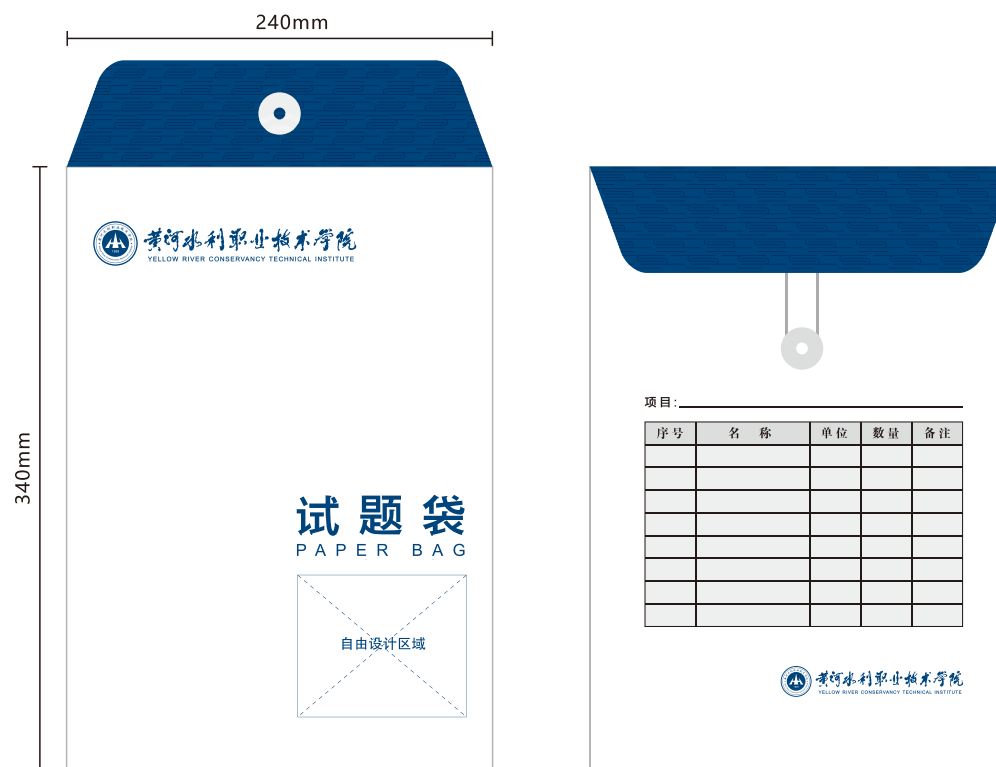 240mm
340mm
黄河水利职业技术学院
YELLOW RIVER CONSERVANCY TECHNICAL INSTITUTE
试题袋
PAPER BAG
自由设计区域
项目:
序号 名称 单位 数量 备注
黄河水利职业技术学院
YELLOW RIVER CONSERVANCY TECHNICAL INSTITUTE